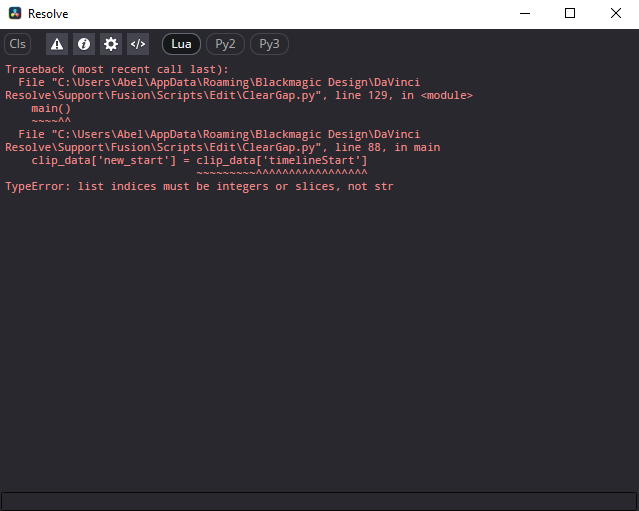 Resolve
Cls
Lua
Py2
Py3
Traceback (most recent call last):
  File "C:\Users\Abel\AppData\Roaming\Blackmagic Design\DaVinci
Resolve\Support\Fusion\Scripts\Edit\ClearGap.py", line 129, in <module>
    main()
    ~~~~^^
  File "C:\Users\Abel\AppData\Roaming\Blackmagic Design\DaVinci
Resolve\Support\Fusion\Scripts\Edit\ClearGap.py", line 88, in main
    clip_data['new_start'] = clip_data['timelineStart']
                             ~~~~~~~~~^^^^^^^^^^^^^^^^^
TypeError: list indices must be integers or slices, not str